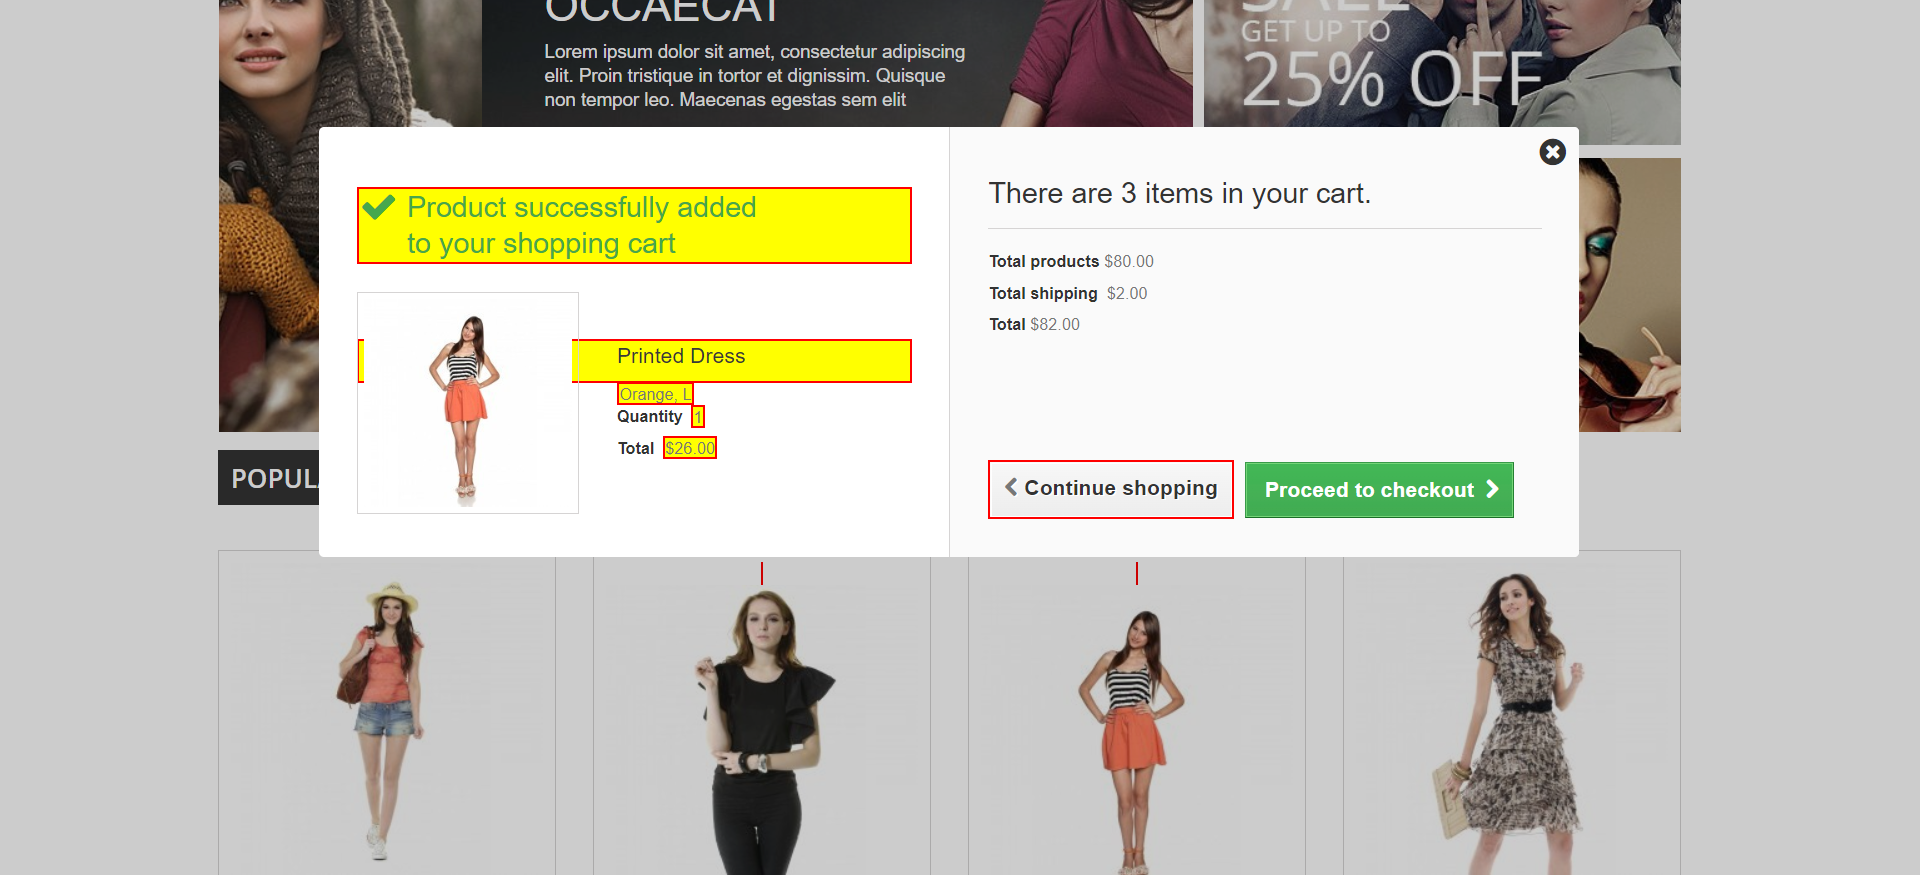 OCCAECAT
Lorem ipsum dolor sit amet, consectetur adipiscing
elit. Proin tristique in tortor et dignissim. Quisque
non tempor leo. Maecenas egestas sem elit
SALE
GET UP TO
25% OFF
Product successfully added
to your shopping cart
Printed Dress
Orange, L
Quantity 1
Total $26.00
There are 3 items in your cart.
Total products $80.00
Total shipping $2.00
Total $82.00
Continue shopping
Proceed to checkout
POPUL